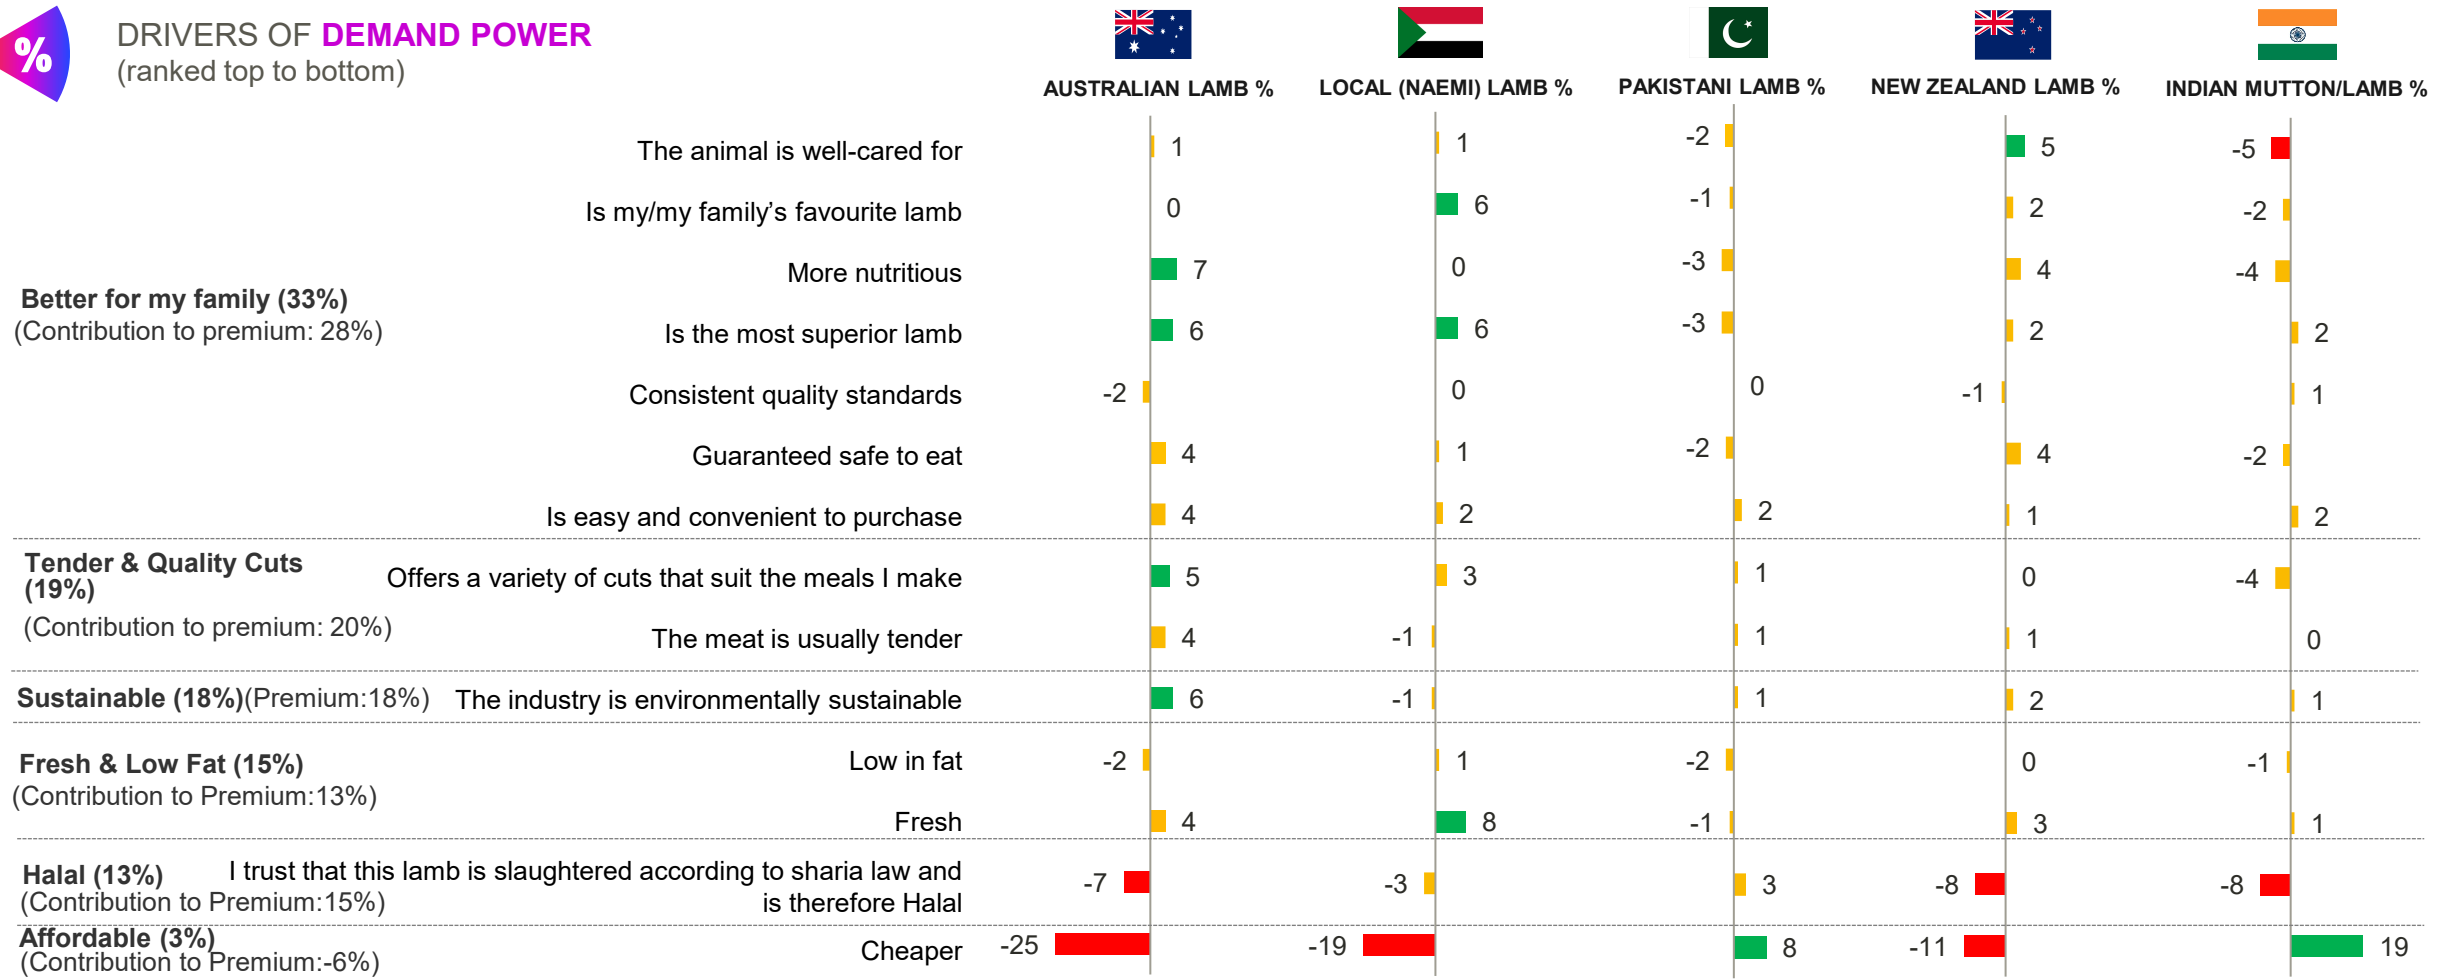 %
DRIVERS OF DEMAND POWER
(ranked top to bottom)
AUSTRALIAN LAMB % LOCAL (NAEMI) LAMB % PAKISTANI LAMB % NEW ZEALAND LAMB % INDIAN MUTTON/LAMB %
The animal is well-cared for 1 1 -2 5 -5
Is my/my family’s favourite lamb 0 6 -1 2 -2
More nutritious 7 0 -3 4 -4
Better for my family (33%)
(Contribution to premium: 28%)
Is the most superior lamb 6 6 -3 2 2
Consistent quality standards -2 0 0 -1 1
Guaranteed safe to eat 4 1 -2 4 -2
Is easy and convenient to purchase 4 2 2 1 2
Tender & Quality Cuts
(19%)
(Contribution to premium: 20%)
Offers a variety of cuts that suit the meals I make 5 3 1 0 -4
The meat is usually tender 4 -1 1 1 0
Sustainable (18%)(Premium:18%) The industry is environmentally sustainable 6 -1 1 2 1
Fresh & Low Fat (15%)
(Contribution to Premium:13%)
Low in fat -2 1 -2 0 -1
Fresh 4 8 -1 3 1
Halal (13%)
(Contribution to Premium:15%)
I trust that this lamb is slaughtered according to sharia law and
is therefore Halal -7 -3 3 -8 -8
Affordable (3%)
(Contribution to Premium:-6%)
Cheaper -25 -19 8 -11 19